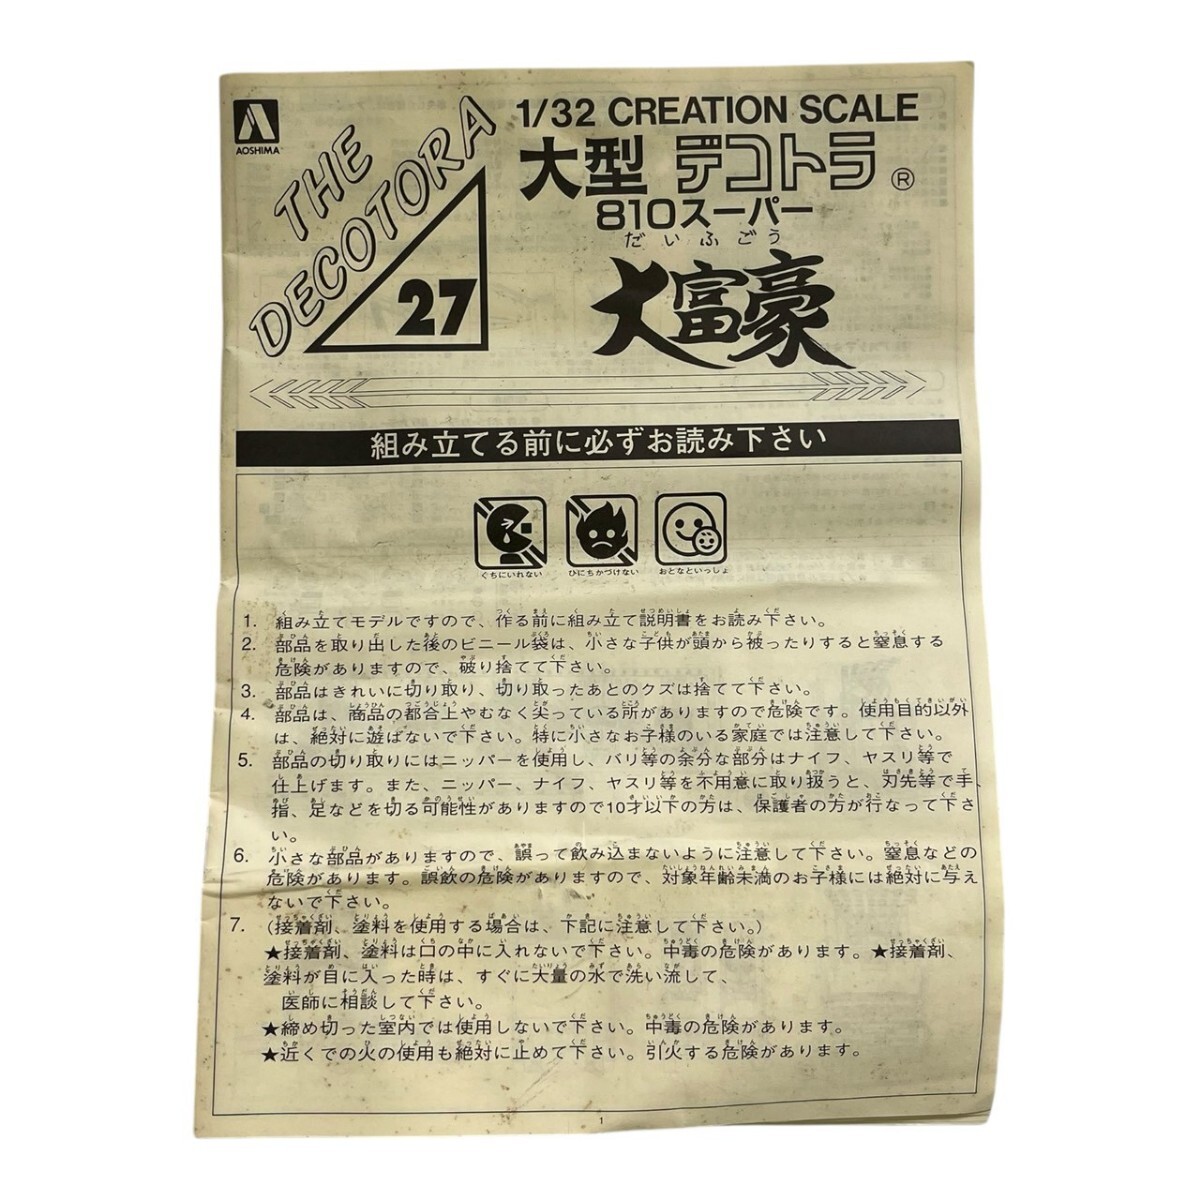 AOSHIMA
THE DECOTORA
27
1/32 CREATION SCALE
大型 デコトラ®
810スーパー
だいふごう
大富豪
組み立てる前に必ずお読み下さい
くちにいれない ひにちかづけない おとなといっしょ
1. 組み立てモデルですので、作る前に組み立て説明書をお読み下さい。
2. 部品を取り出した後のビニール袋は、小さな子供が頭から被ったりすると窒息する
危険がありますので、破り捨てて下さい。
3. 部品はきれいに切り取り、切り取ったあとのクズは捨てて下さい。
4. 部品は、商品の都合上やむなく尖っている所がありますので危険です。使用目的以外
は、絶対に遊ばないで下さい。特に小さなお子様のいる家庭では注意して下さい。
5. 部品の切り取りにはニッパーを使用し、バリ等の余分な部分はナイフ、ヤスリ等で
仕上げます。また、ニッパー、ナイフ、ヤスリ等を不用意に取り扱うと、刃先等で手
指、足などを切る可能性がありますので10才以下の方は、保護者の方が行なって下さ
い。
6. 小さな部品がありますので、誤って飲み込まないように注意して下さい。窒息などの
危険があります。誤飲の危険がありますので、対象年齢未満のお子様には絶対に与え
ないで下さい。
7. (接着剤、塗料を使用する場合は、下記に注意して下さい。)
★接着剤、塗料は口の中に入れないで下さい。中毒の危険があります。★接着剤、
塗料が目に入った時は、すぐに大量の水で洗い流して、
医師に相談して下さい。
★締め切った室内では使用しないで下さい。中毒の危険があります。
★近くでの火の使用も絶対に止めて下さい。引火する危険があります。
1